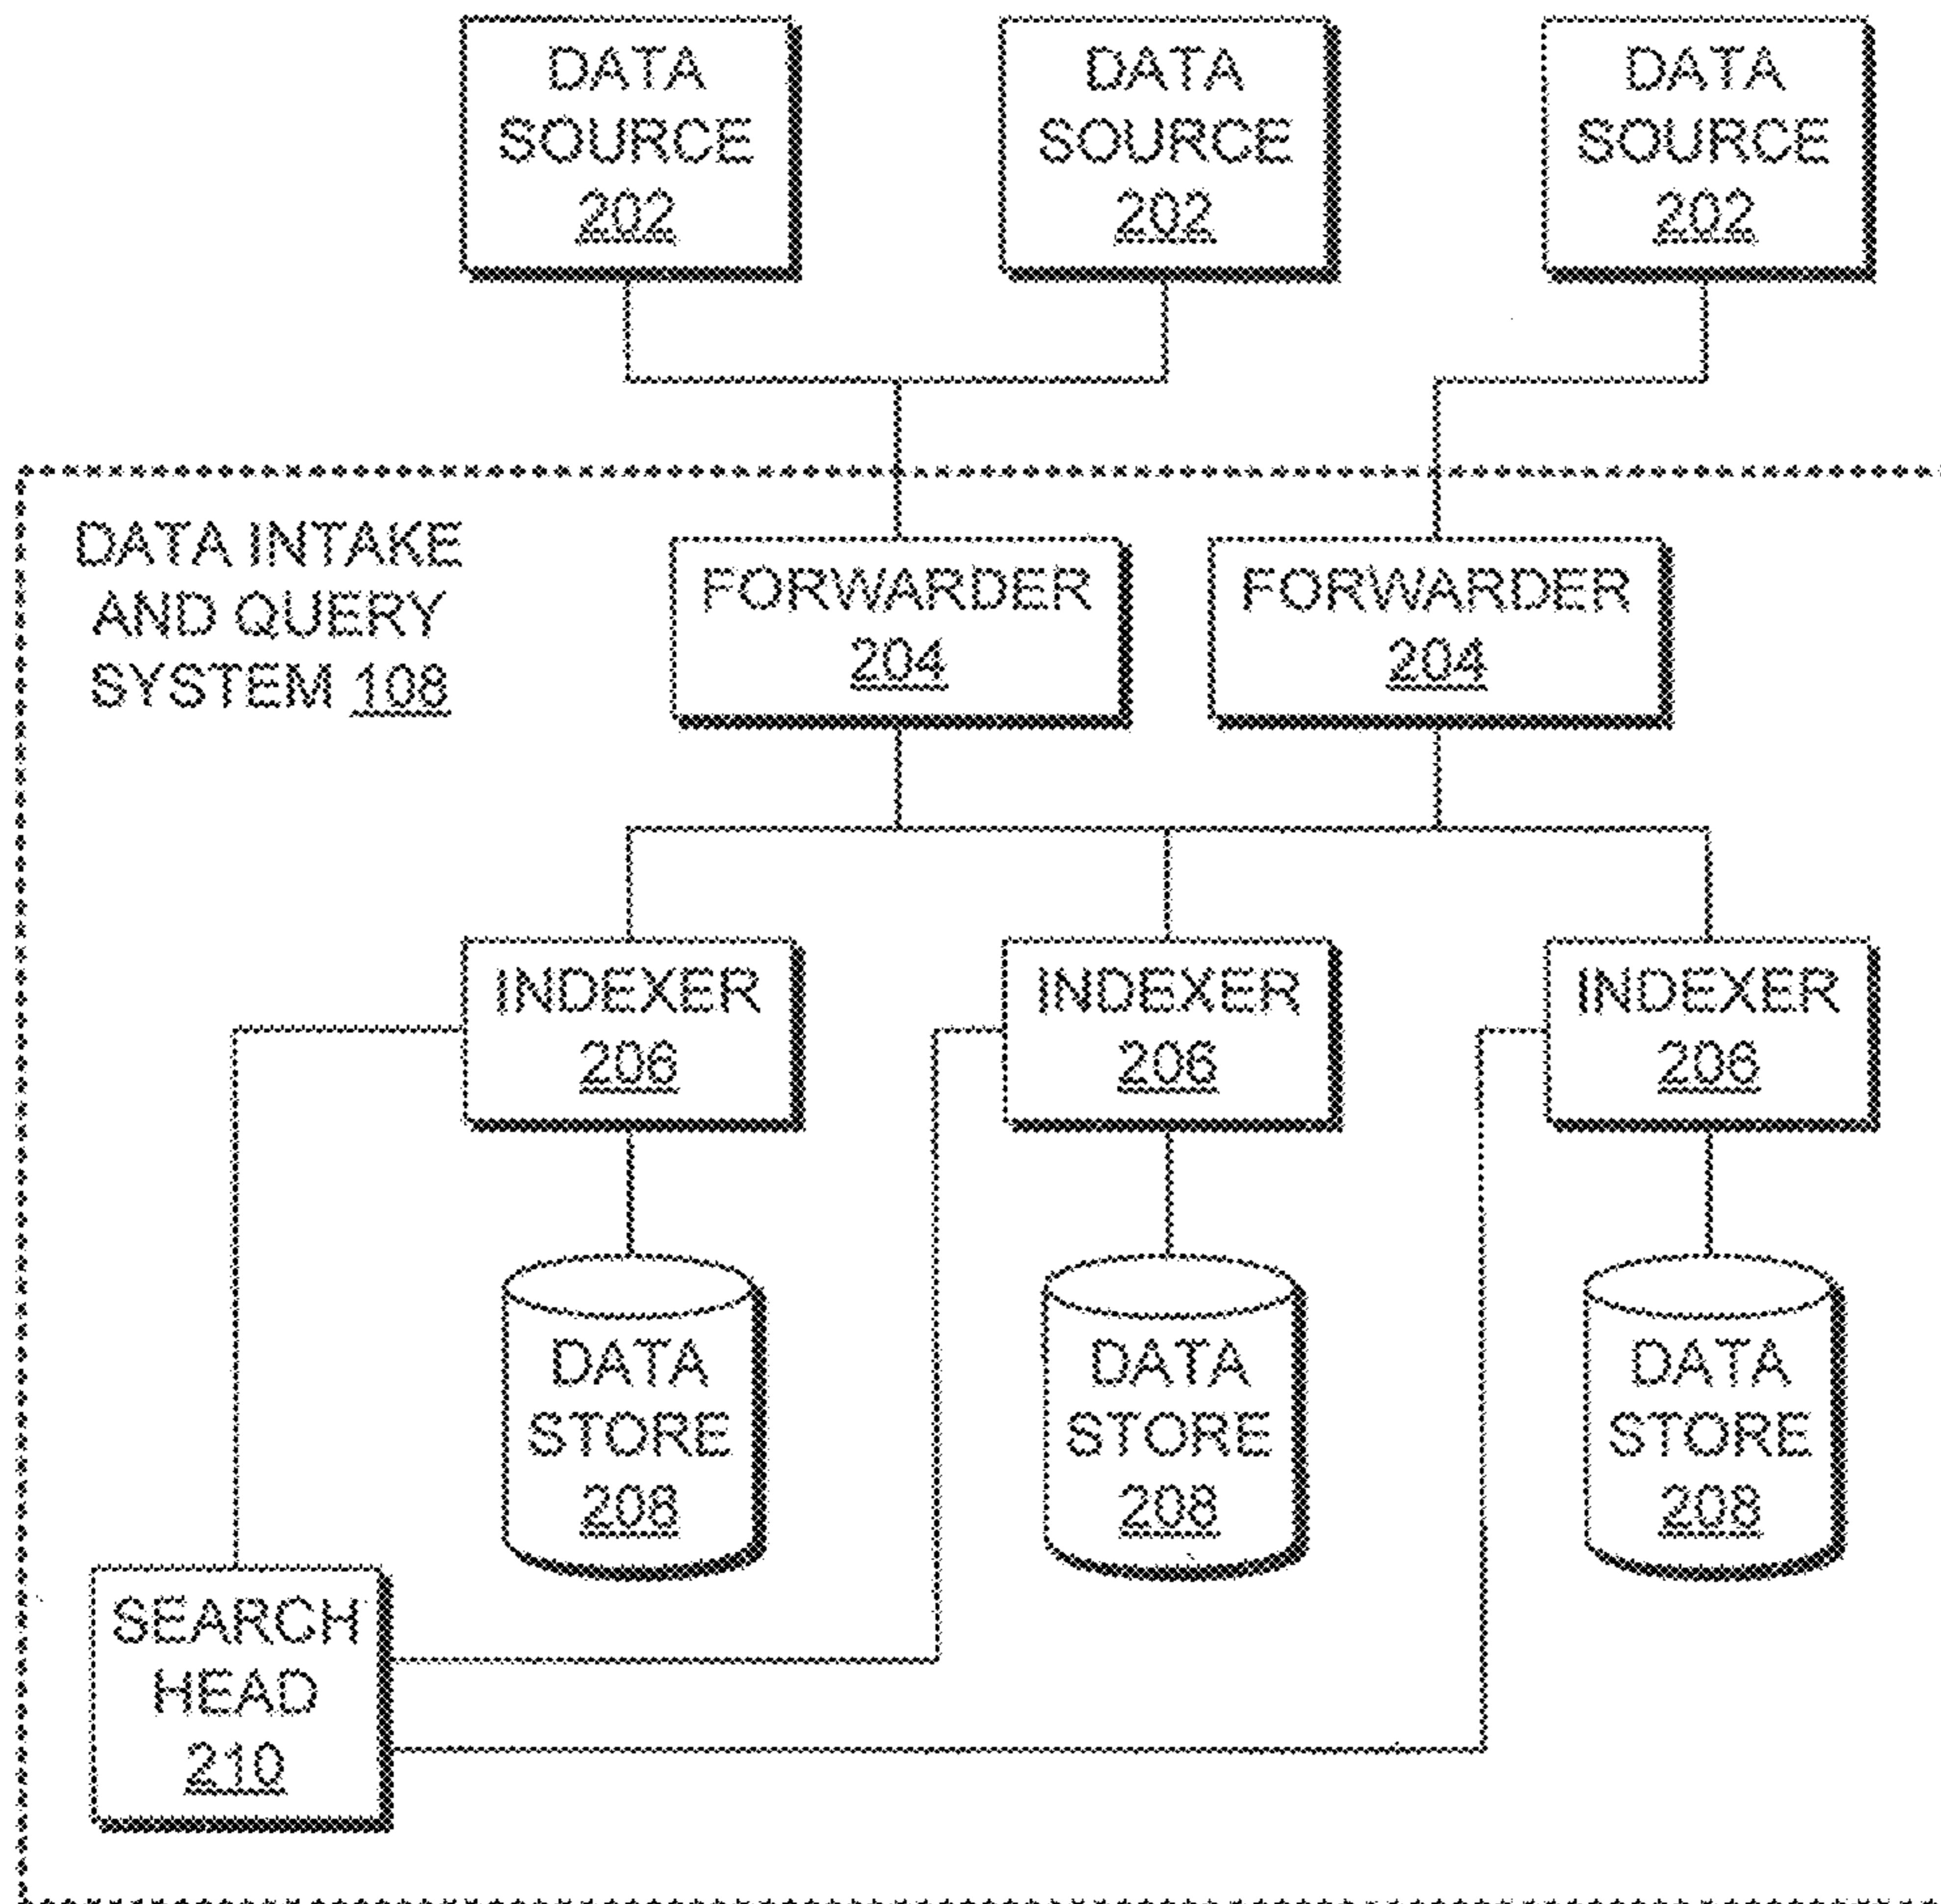 DATA
SOURCE
202
DATA
SOURCE
202
DATA
SOURCE
202
DATA INTAKE
AND QUERY
SYSTEM 108
FORWARDER
204
FORWARDER
204
INDEXER
206
INDEXER
206
INDEXER
206
DATA
STORE
208
DATA
STORE
208
DATA
STORE
208
SEARCH
HEAD
210